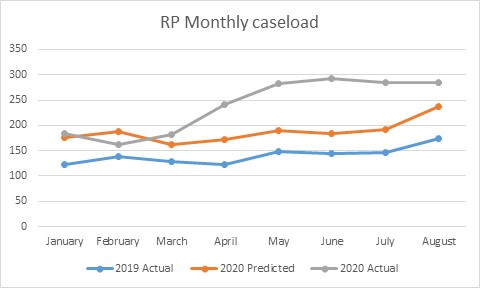 RP Monthly caseload
350
300
250
200
150
100
50
0
January February March April May June July August
2019 Actual 2020 Predicted 2020 Actual